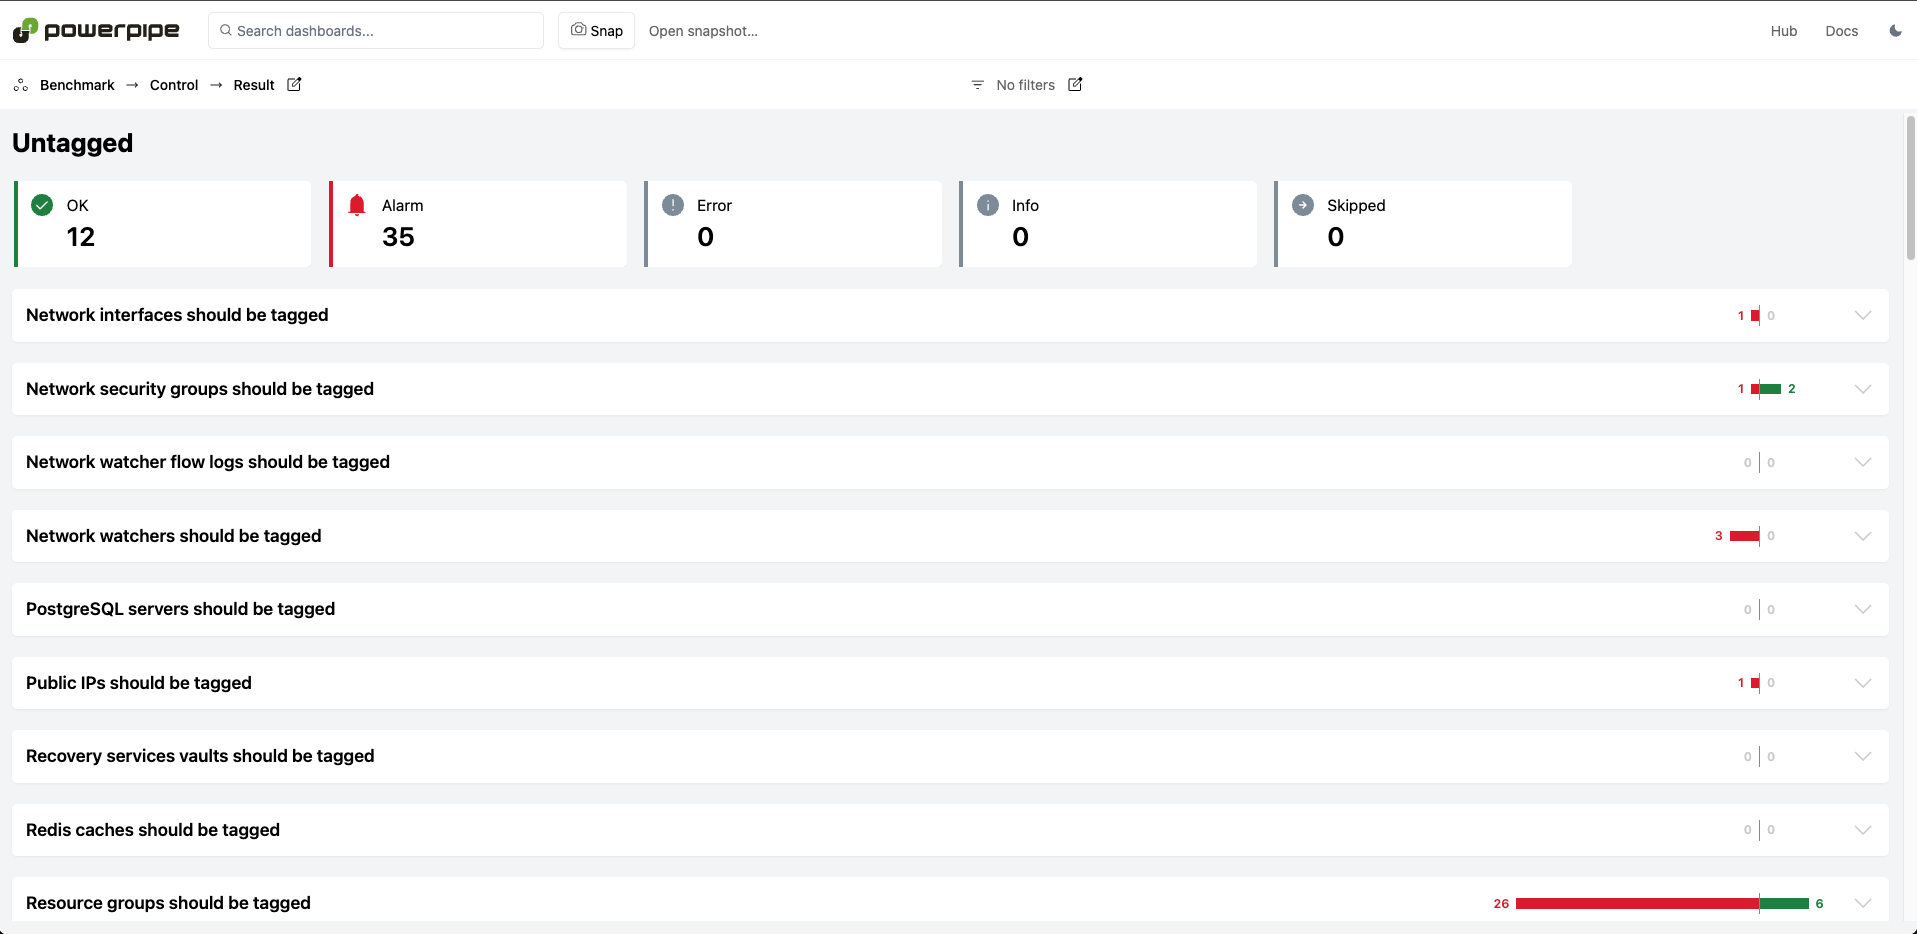 powerpipe
Search dashboards...
Snap
Open snapshot...
Hub
Docs
Benchmark → Control → Result
No filters
Untagged
OK
12
Alarm
35
Error
0
Info
0
Skipped
0
Network interfaces should be tagged
1 0
Network security groups should be tagged
1 2
Network watcher flow logs should be tagged
0 0
Network watchers should be tagged
3 0
PostgreSQL servers should be tagged
0 0
Public IPs should be tagged
1 0
Recovery services vaults should be tagged
0 0
Redis caches should be tagged
0 0
Resource groups should be tagged
26 6